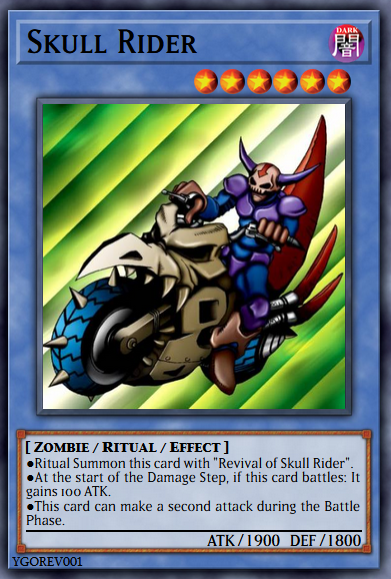 Skull Rider
DARK
闇
[ Zombie / Ritual / Effect ]
●Ritual Summon this card with "Revival of Skull Rider".
●At the start of the Damage Step, if this card battles: It
gains 100 ATK.
●This card can make a second attack during the Battle
Phase.
ATK / 1900 DEF / 1800
YGOREV001